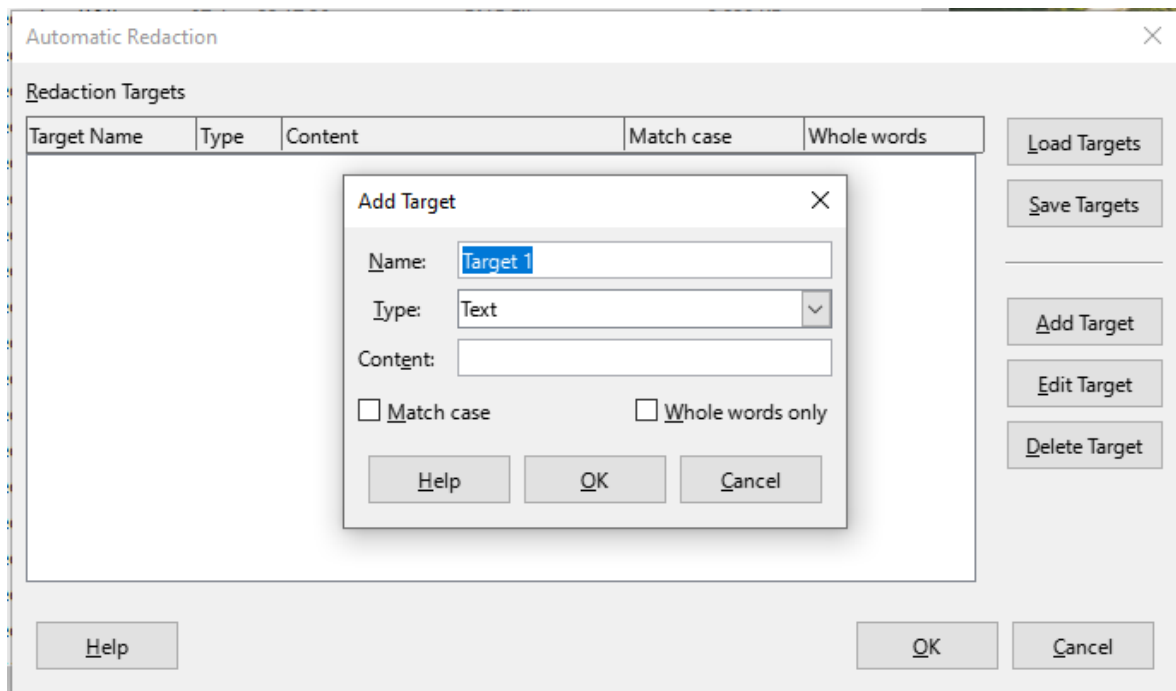 Automatic Redaction
Redaction Targets
Target Name Type Content Match case Whole words
Load Targets
Save Targets
Add Target
Edit Target
Delete Target
Add Target
Name: Target 1
Type: Text
Content:
Match case Whole words only
Help OK Cancel
Help OK Cancel